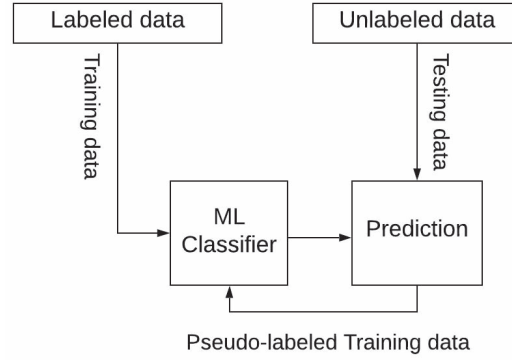 Labeled data
Unlabeled data
Training data
Testing data
ML
Classifier
Prediction
Pseudo-labeled Training data